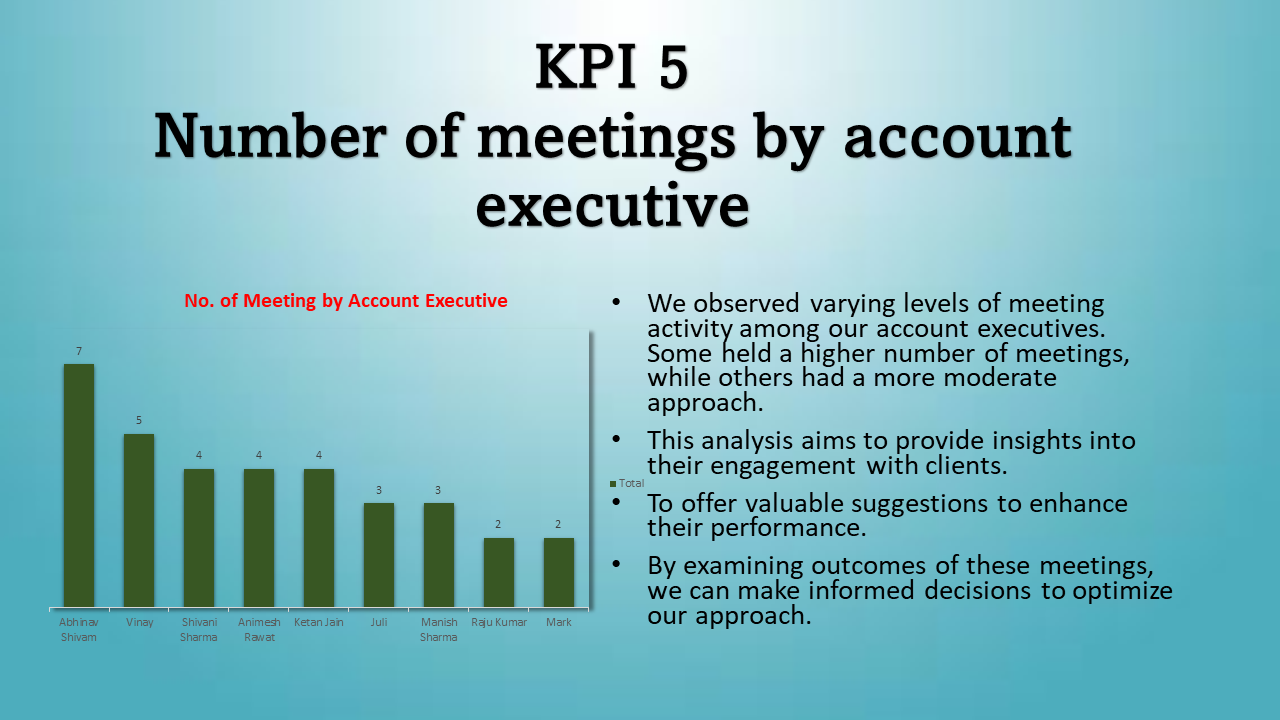 KPI 5
Number of meetings by account
executive
No. of Meeting by Account Executive
7
5
4
4
4
3
3
2
2
Abhinav
Shivam
Vinay
Shivani
Sharma
Animesh
Rawat
Ketan Jain
Juli
Manish
Sharma
Raju Kumar
Mark
Total
• We observed varying levels of meeting
activity among our account executives.
Some held a higher number of meetings,
while others had a more moderate
approach.
• This analysis aims to provide insights into
their engagement with clients.
• To offer valuable suggestions to enhance
their performance.
• By examining outcomes of these meetings,
we can make informed decisions to optimize
our approach.